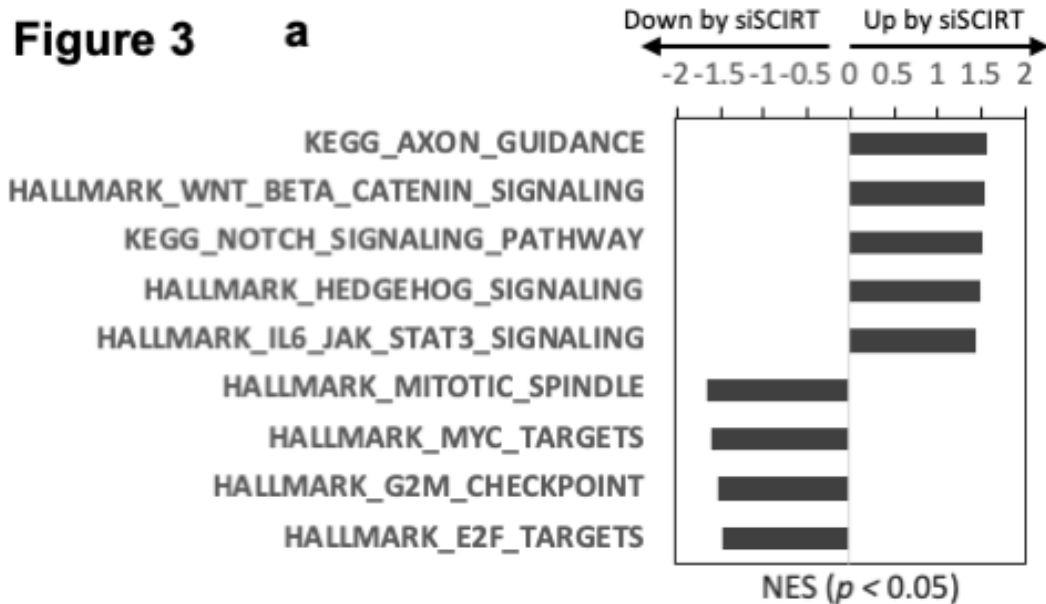 Figure 3 a
Down by siSCIRT Up by siSCIRT
-2 -1.5 -1 -0.5 0 0.5 1 1.5 2
KEGG_AXON_GUIDANCE
HALLMARK_WNT_BETA_CATENIN_SIGNALING
KEGG_NOTCH_SIGNALING_PATHWAY
HALLMARK_HEDGEHOG_SIGNALING
HALLMARK_IL6_JAK_STAT3_SIGNALING
HALLMARK_MITOTIC_SPINDLE
HALLMARK_MYC_TARGETS
HALLMARK_G2M_CHECKPOINT
HALLMARK_E2F_TARGETS
NES (p < 0.05)